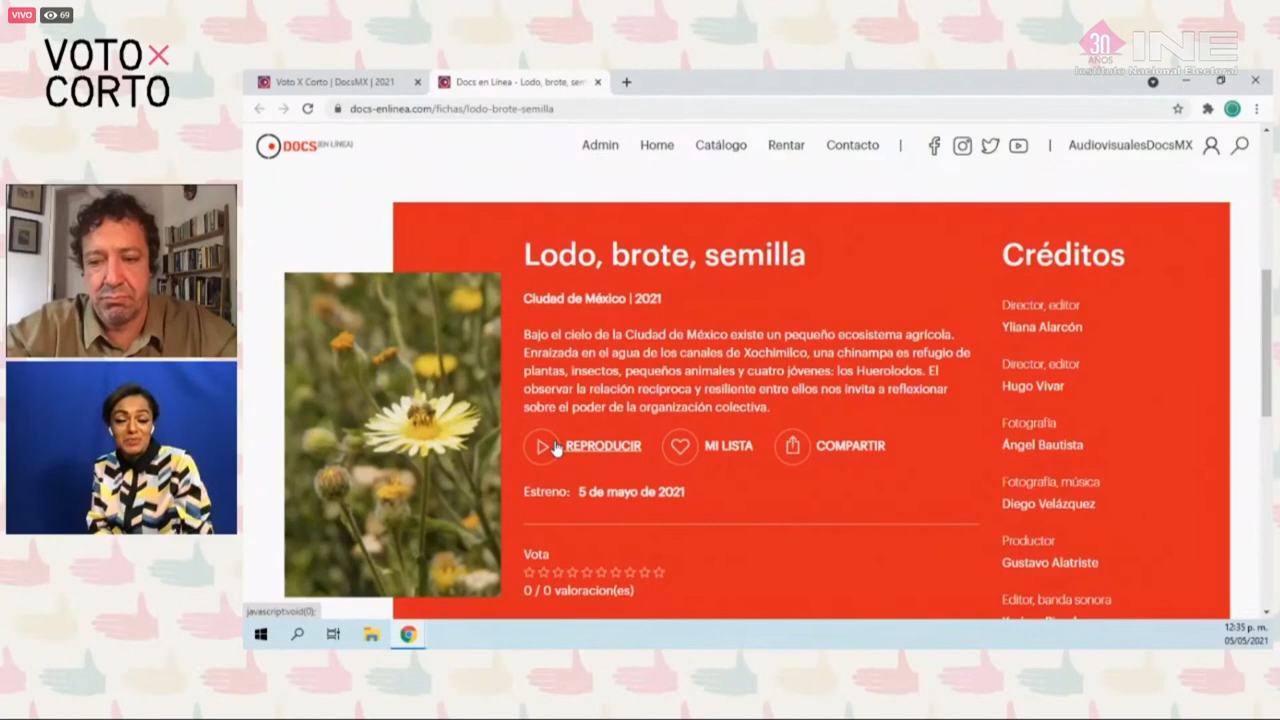 VIVO 69
VOTO X
CORTO
30 AÑOS
INE
Instituto Nacional Electoral
Voto X Corto | DocsMX | 2021
Docs en Línea - Lodo, brote, sem
docs-enlinea.com/fichas/lodo-brote-semilla
DOCS [EN LÍNEA]
Admin Home Catálogo Rentar Contacto | | AudiovisualesDocsMX
Lodo, brote, semilla
Ciudad de México | 2021
Bajo el cielo de la Ciudad de México existe un pequeño ecosistema agrícola.
Enraizada en el agua de los canales de Xochimilco, una chinampa es refugio de
plantas, insectos, pequeños animales y cuatro jóvenes: los Huerolodos. El
observar la relación recíproca y resiliente entre ellos nos invita a reflexionar
sobre el poder de la organización colectiva.
REPRODUCIR MI LISTA COMPARTIR
Estreno: 5 de mayo de 2021
Vota
0 / 0 valoracion(es)
Créditos
Director, editor
Yliana Alarcón
Director, editor
Hugo Vivar
Fotografía
Ángel Bautista
Fotografía, música
Diego Velázquez
Productor
Gustavo Alatriste
Editor, banda sonora
javascript:void(0);
12:35 p. m.
05/05/2021